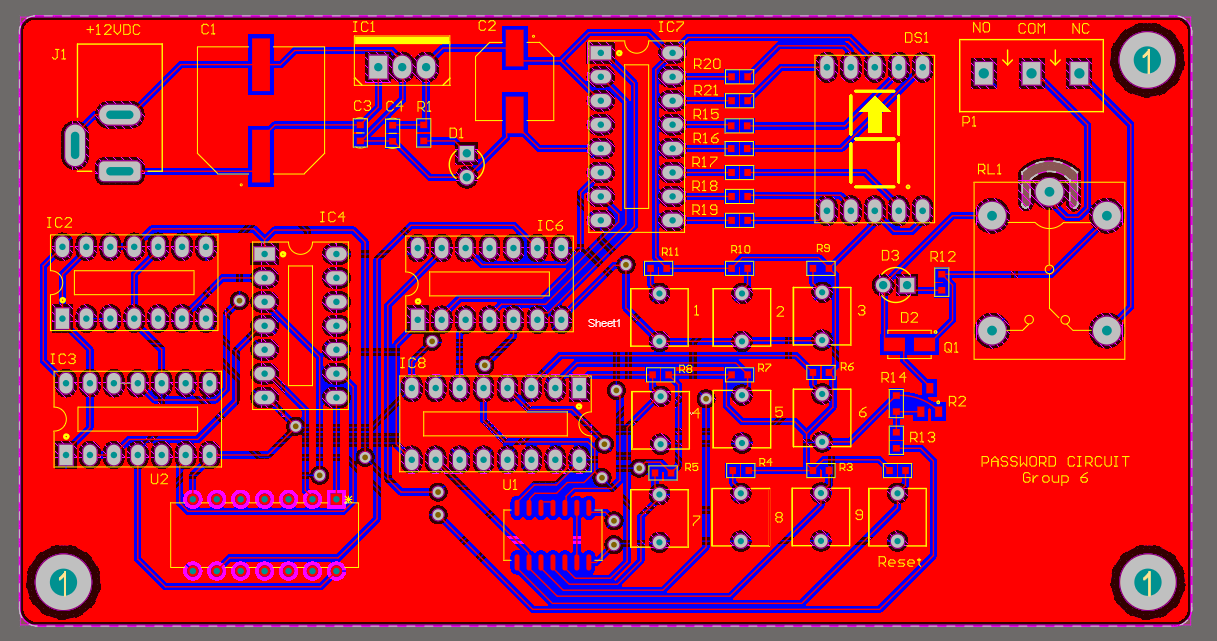 +12VDC
C1
IC1
C2
IC7
DS1
NO
COM
NC
J1
R20
R21
R15
R16
R17
R18
R19
C3
C4
R1
D1
P1
RL1
IC2
IC4
IC6
R11
R10
R9
D3
R12
1
2
3
Sheet1
D2
Q1
IC3
IC8
R8
R7
R6
R14
4
5
6
R2
R13
U2
U1
R5
R4
R3
PASSWORD CIRCUIT
Group 6
7
8
9
Reset
1
1
1